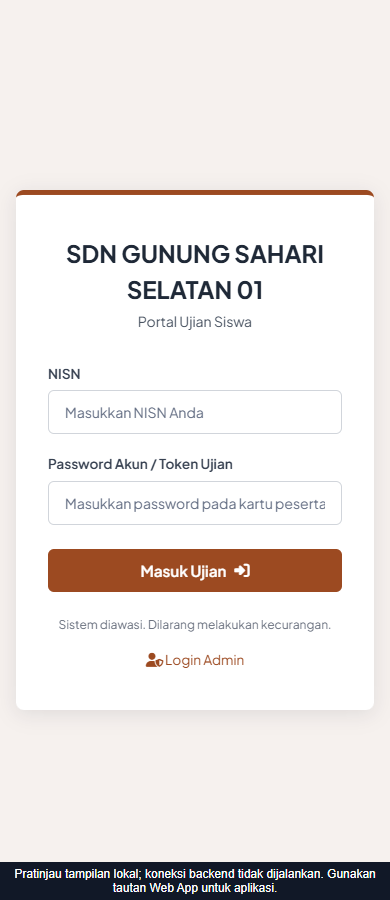 SDN GUNUNG SAHARI
SELATAN 01
Portal Ujian Siswa
NISN
Masukkan NISN Anda
Password Akun / Token Ujian
Masukkan password pada kartu peserta
Masuk Ujian
Sistem diawasi. Dilarang melakukan kecurangan.
Login Admin
Pratinjau tampilan lokal; koneksi backend tidak dijalankan. Gunakan
tautan Web App untuk aplikasi.